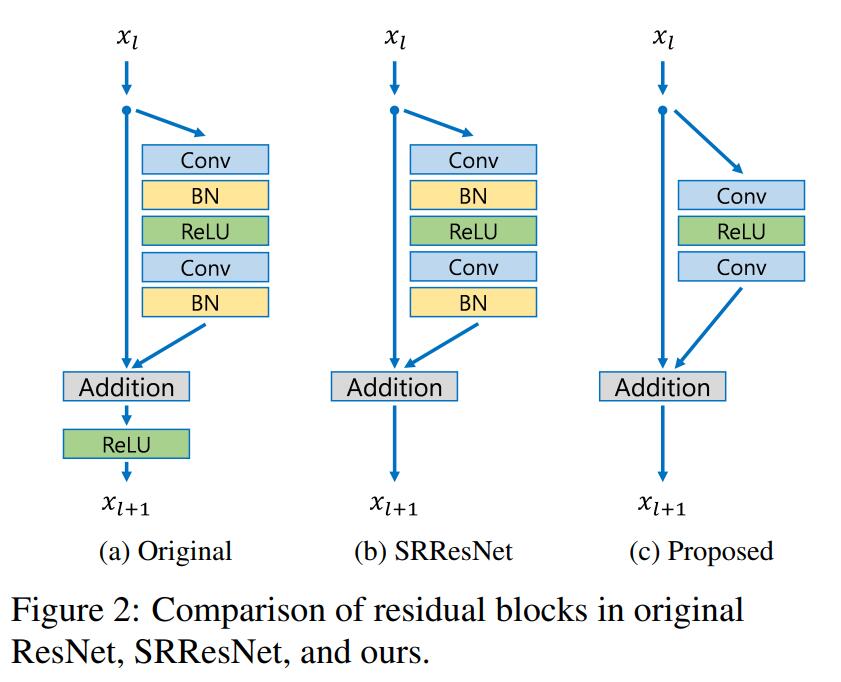 x_l
Conv
BN
ReLU
Conv
BN
Addition
ReLU
x_{l+1}
(a) Original
x_l
Conv
BN
ReLU
Conv
BN
Addition
x_{l+1}
(b) SRResNet
x_l
Conv
ReLU
Conv
Addition
x_{l+1}
(c) Proposed
Figure 2: Comparison of residual blocks in original
ResNet, SRResNet, and ours.